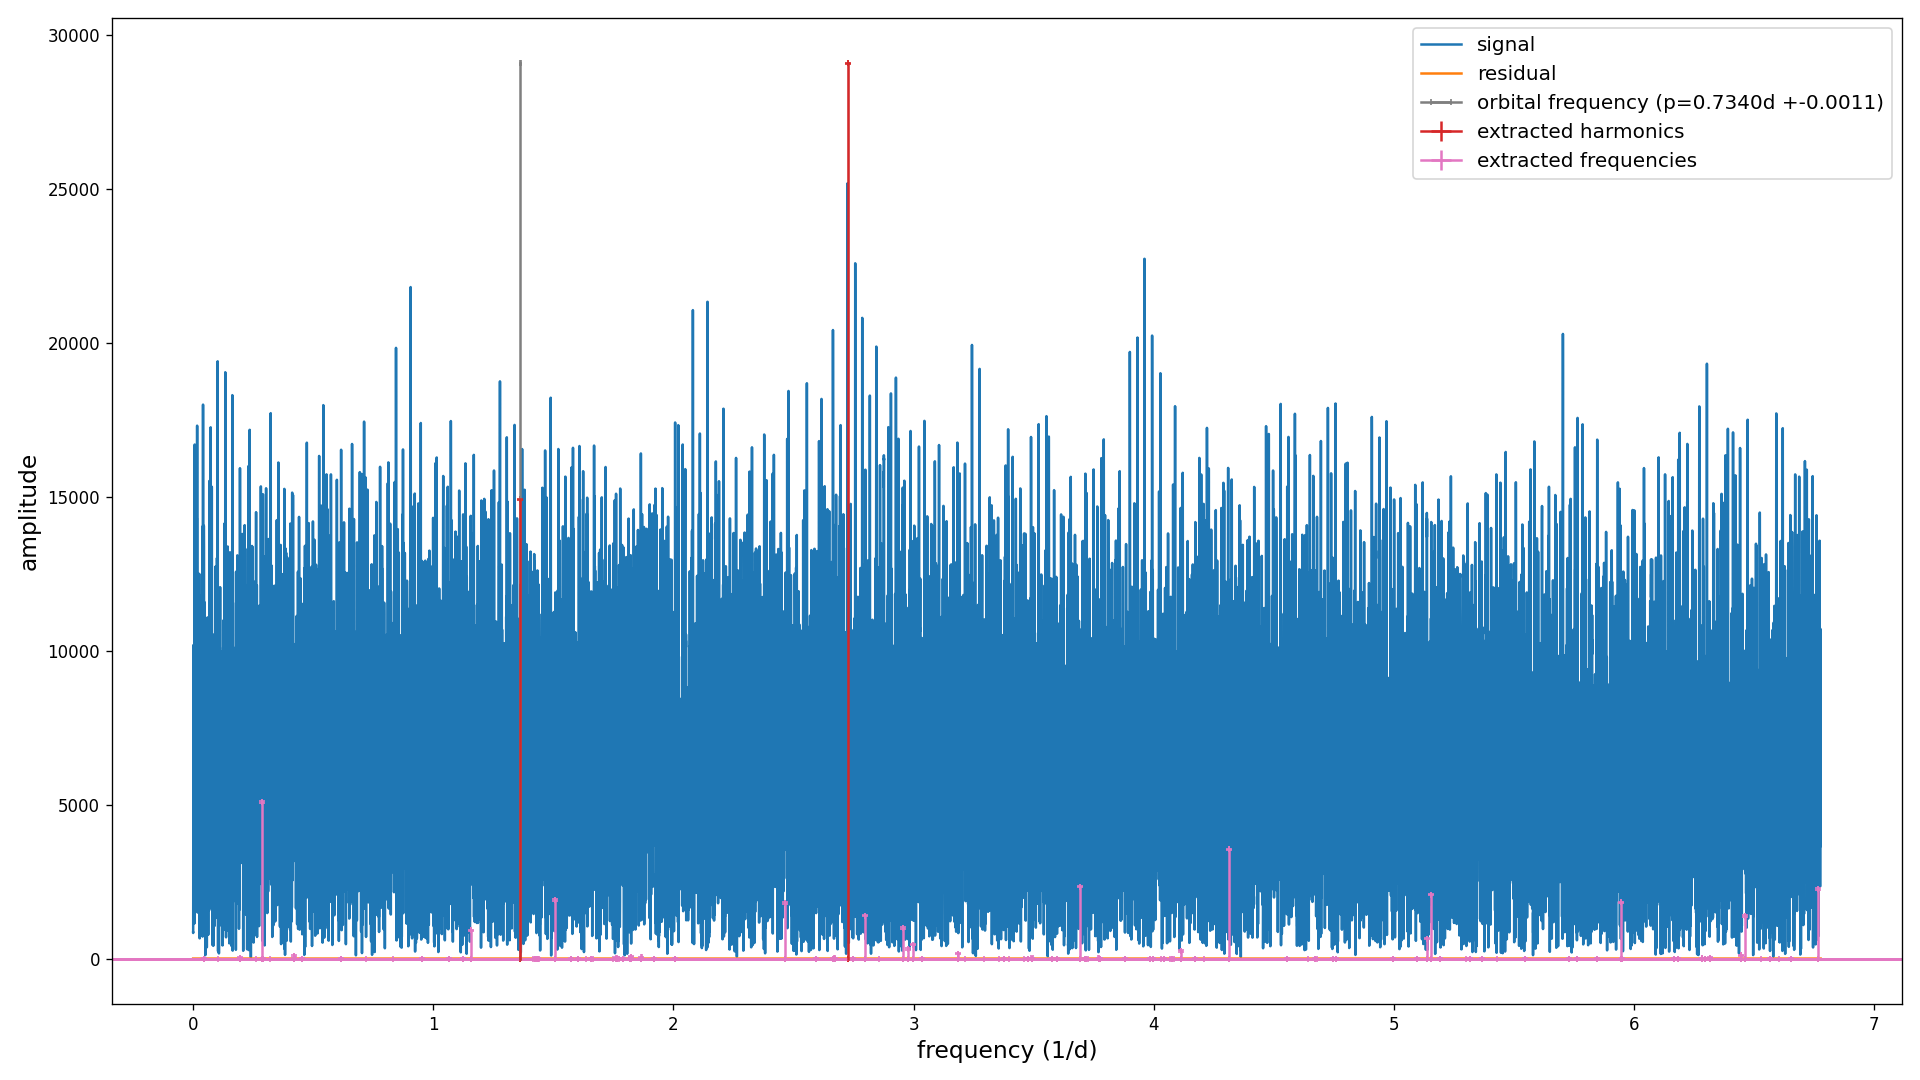 30000
25000
20000
15000
10000
5000
0
amplitude
0 1 2 3 4 5 6 7
frequency (1/d)
signal
residual
orbital frequency (p=0.7340d +-0.0011)
extracted harmonics
extracted frequencies